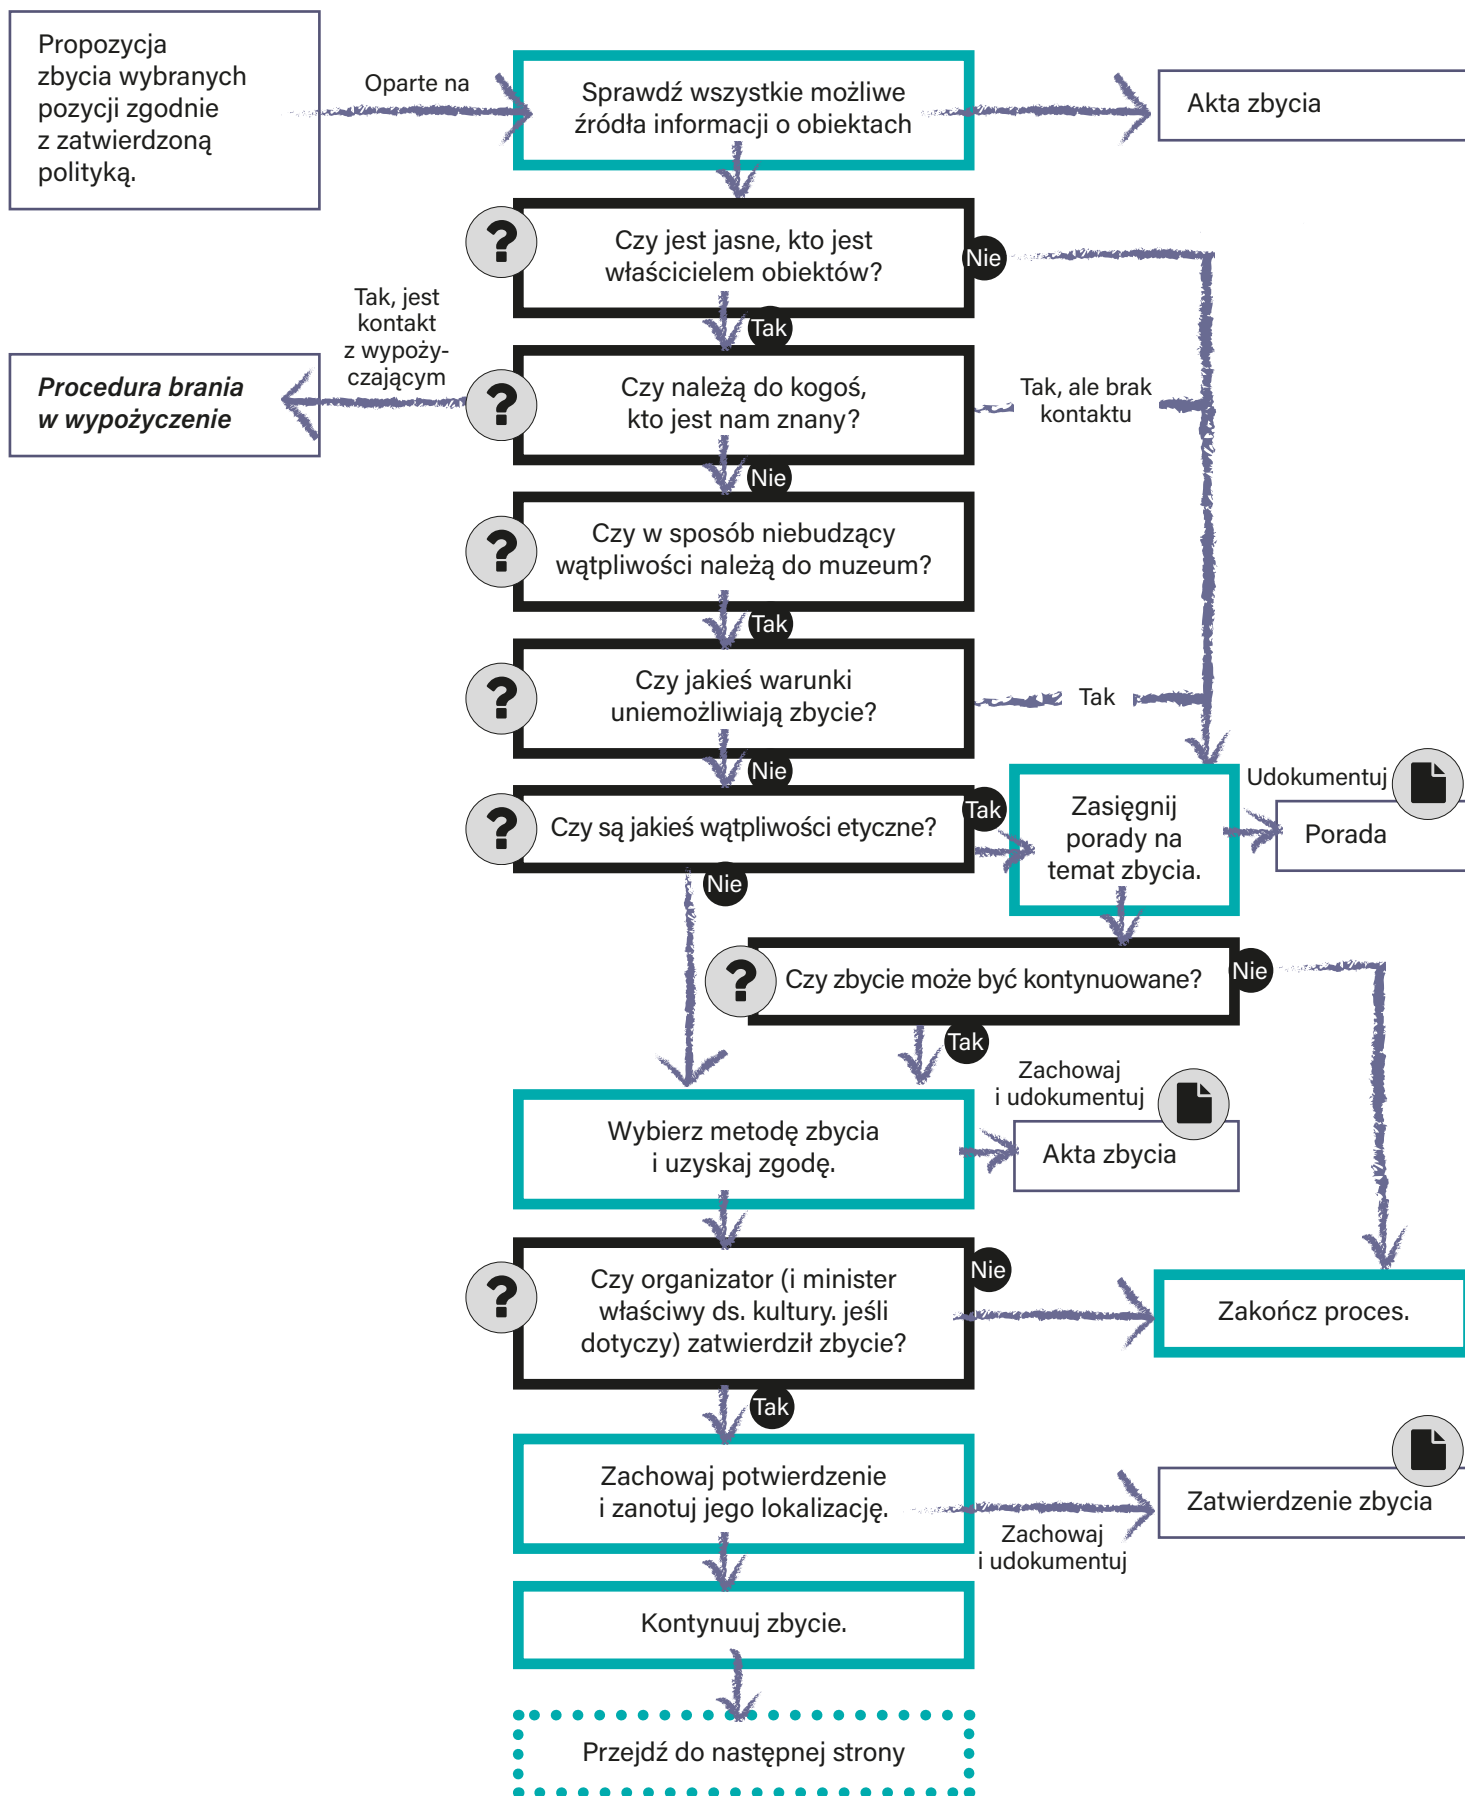 Propozycja
zbycia wybranych
pozycji zgodnie
z zatwierdzoną
polityką.
Oparte na
Sprawdź wszystkie możliwe
źródła informacji o obiektach
Akta zbycia
?
Czy jest jasne, kto jest
właścicielem obiektów?
Nie
Tak
Tak, jest
kontakt
z wypoży-
czającym
Procedura brania
w wypożyczenie
?
Czy należą do kogoś,
kto jest nam znany?
Tak, ale brak
kontaktu
Nie
?
Czy w sposób niebudzący
wątpliwości należą do muzeum?
Tak
?
Czy jakieś warunki
uniemożliwiają zbycie?
Tak
Nie
?
Czy są jakieś wątpliwości etyczne?
Tak
Nie
Zasięgnij
porady na
temat zbycia.
Udokumentuj
Porada
?
Czy zbycie może być kontynuowane?
Nie
Tak
Zachowaj
i udokumentuj
Wybierz metodę zbycia
i uzyskaj zgodę.
Akta zbycia
?
Czy organizator (i minister
właściwy ds. kultury. jeśli
dotyczy) zatwierdził zbycie?
Nie
Zakończ proces.
Tak
Zachowaj potwierdzenie
i zanotuj jego lokalizację.
Zachowaj
i udokumentuj
Zatwierdzenie zbycia
Kontynuuj zbycie.
Przejdź do następnej strony